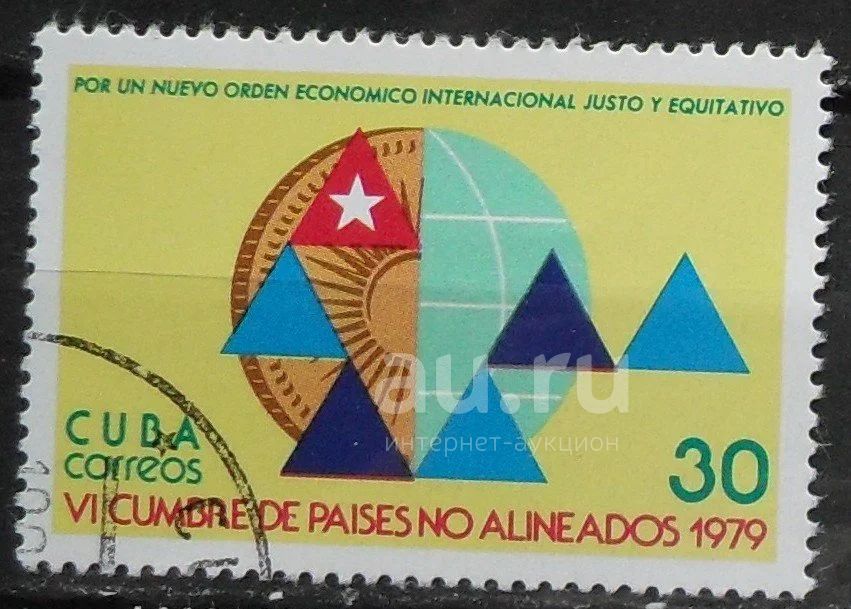 POR UN NUEVO ORDEN ECONOMICO INTERNACIONAL JUSTO Y EQUITATIVO
au.ru
интернет-аукцион
CUBA
correos
30
VI CUMBRE DE PAISES NO ALINEADOS 1979